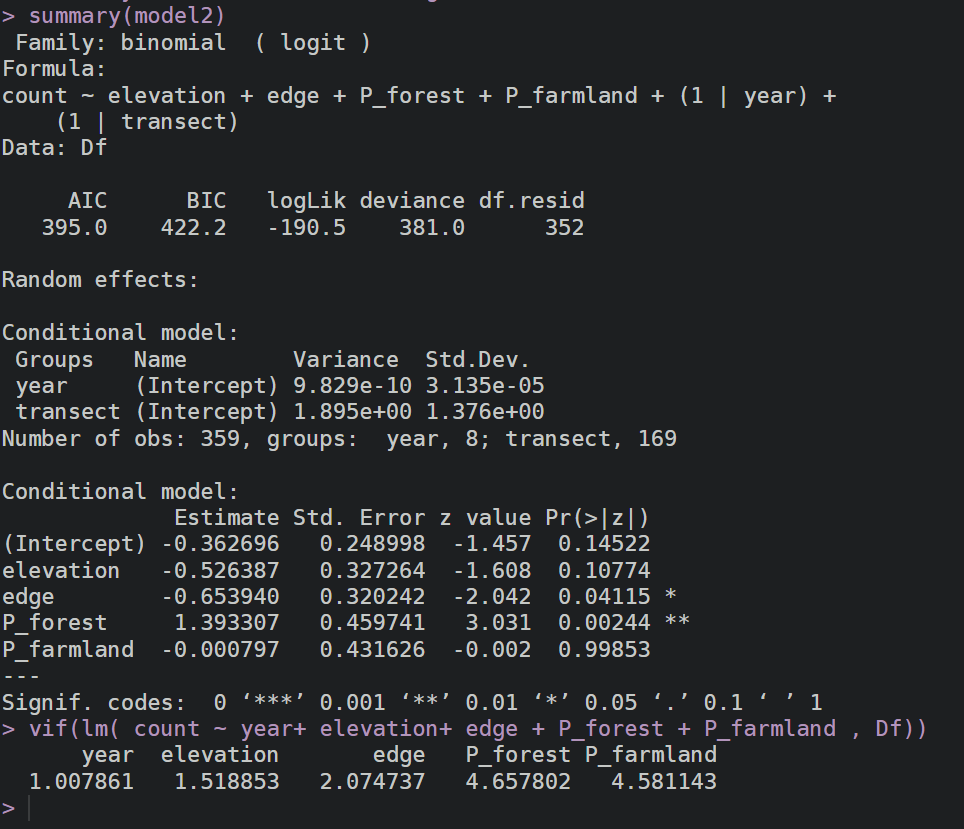 > summary(model2)
 Family: binomial  ( logit )
Formula:
count ~ elevation + edge + P_forest + P_farmland + (1 | year) +
    (1 | transect)
Data: Df

     AIC      BIC   logLik deviance df.resid
   395.0    422.2   -190.5    381.0      352

Random effects:

Conditional model:
 Groups   Name        Variance  Std.Dev.
 year     (Intercept) 9.829e-10 3.135e-05
 transect (Intercept) 1.895e+00 1.376e+00
Number of obs: 359, groups:  year, 8; transect, 169

Conditional model:
             Estimate Std. Error z value Pr(>|z|)
(Intercept) -0.362696   0.248998  -1.457  0.14522
elevation   -0.526387   0.327264  -1.608  0.10774
edge        -0.653940   0.320242  -2.042  0.04115 *
P_forest     1.393307   0.459741   3.031  0.00244 **
P_farmland  -0.000797   0.431626  -0.002  0.99853
---
Signif. codes:  0 ‘***’ 0.001 ‘**’ 0.01 ‘*’ 0.05 ‘.’ 0.1 ‘ ’ 1
> vif(lm( count ~ year+ elevation+ edge + P_forest + P_farmland , Df))
      year  elevation       edge   P_forest P_farmland
  1.007861   1.518853   2.074737   4.657802   4.581143
>